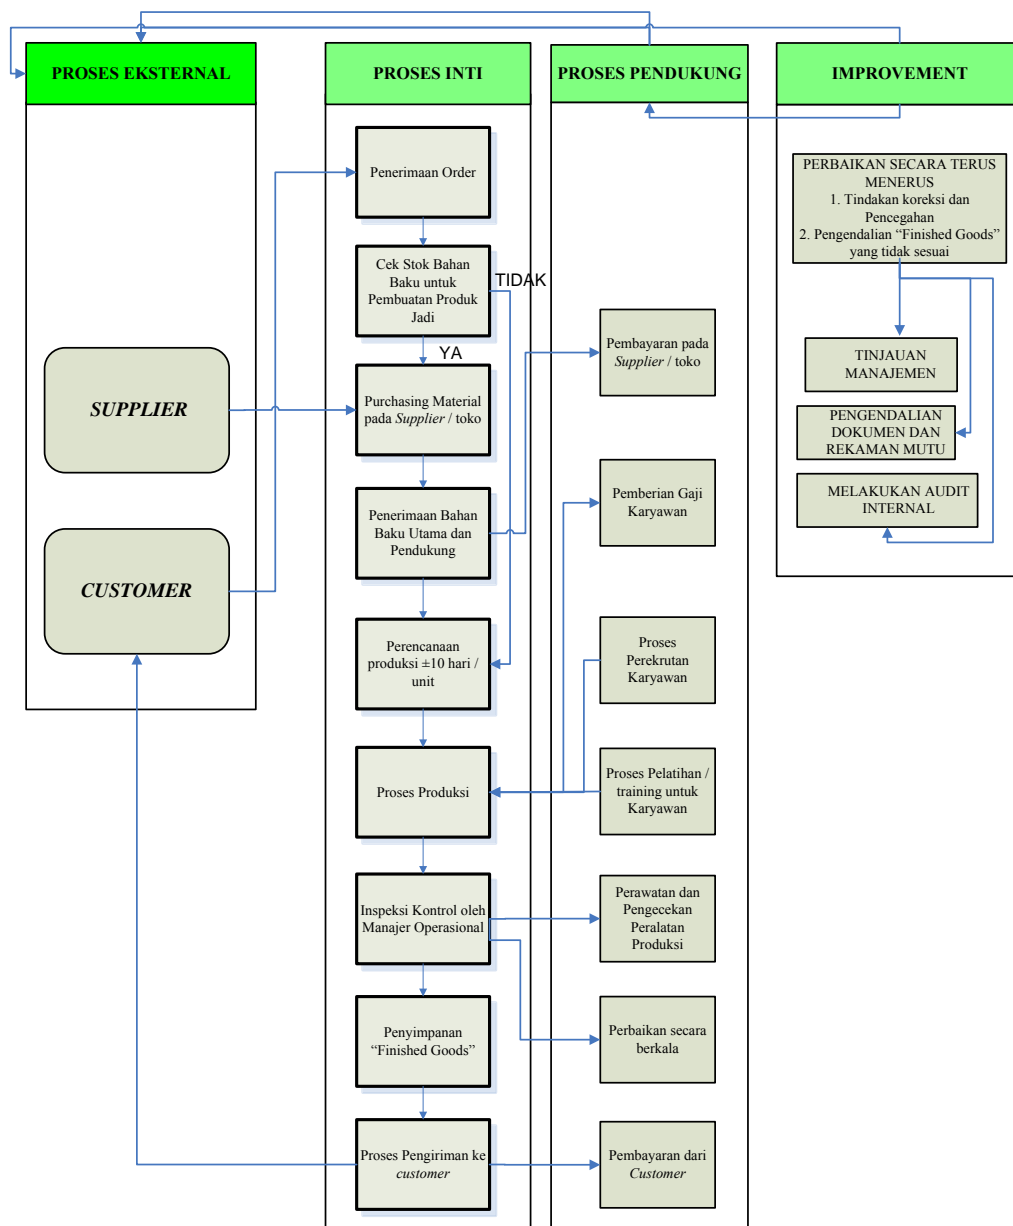 PROSES EKSTERNAL
SUPPLIER
CUSTOMER
PROSES INTI
Penerimaan Order
Cek Stok Bahan
Baku untuk
Pembuatan Produk
Jadi
TIDAK
YA
Purchasing Material
pada Supplier / toko
Penerimaan Bahan
Baku Utama dan
Pendukung
Perencanaan
produksi ±10 hari /
unit
Proses Produksi
Inspeksi Kontrol oleh
Manajer Operasional
Penyimpanan
“Finished Goods”
Proses Pengiriman ke
customer
PROSES PENDUKUNG
Pembayaran pada
Supplier / toko
Pemberian Gaji
Karyawan
Proses
Perekrutan
Karyawan
Proses Pelatihan /
training untuk
Karyawan
Perawatan dan
Pengecekan
Peralatan
Produksi
Perbaikan secara
berkala
Pembayaran dari
Customer
IMPROVEMENT
PERBAIKAN SECARA TERUS
MENERUS
1. Tindakan koreksi dan
Pencegahan
2. Pengendalian “Finished Goods”
yang tidak sesuai
TINJAUAN
MANAJEMEN
PENGENDALIAN
DOKUMEN DAN
REKAMAN MUTU
MELAKUKAN AUDIT
INTERNAL